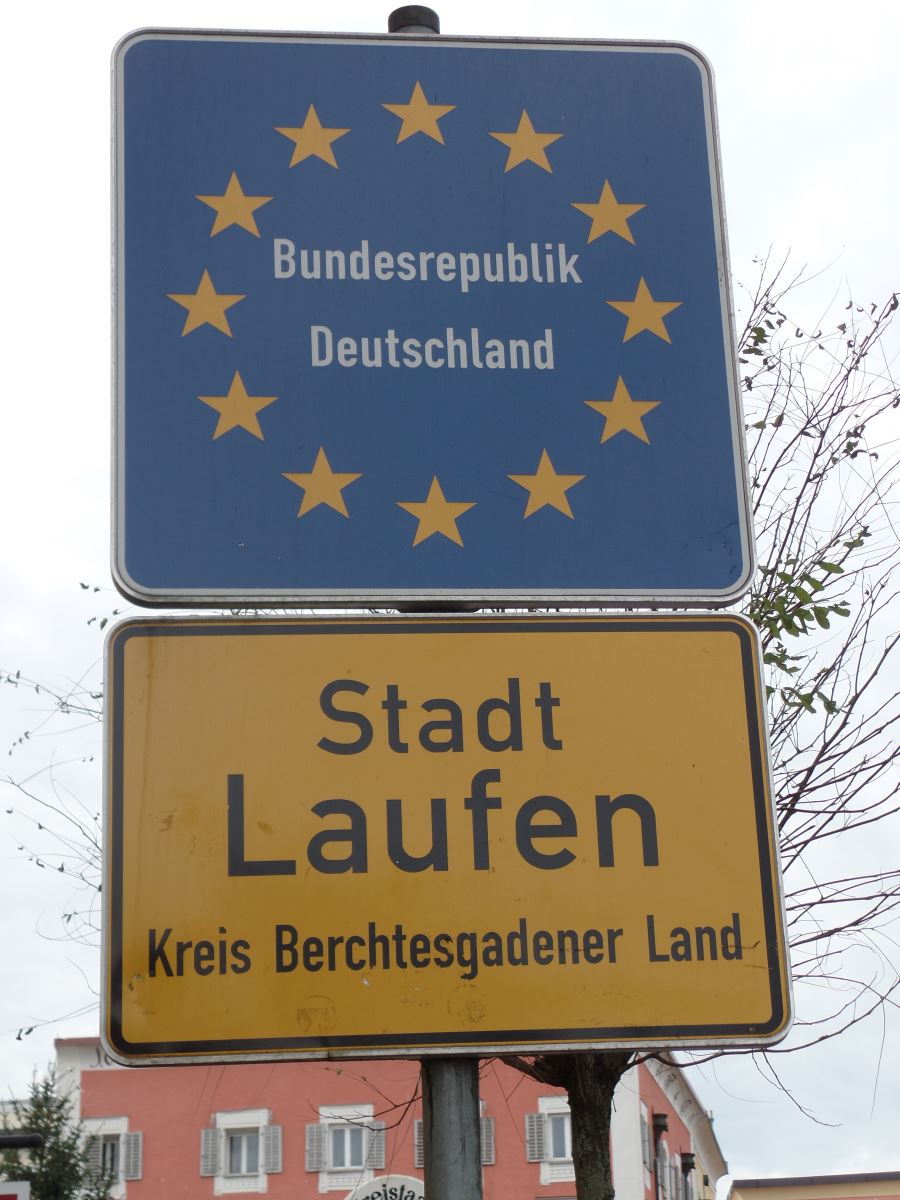 Bundesrepublik
Deutschland
Stadt
Laufen
Kreis Berchtesgadener Land